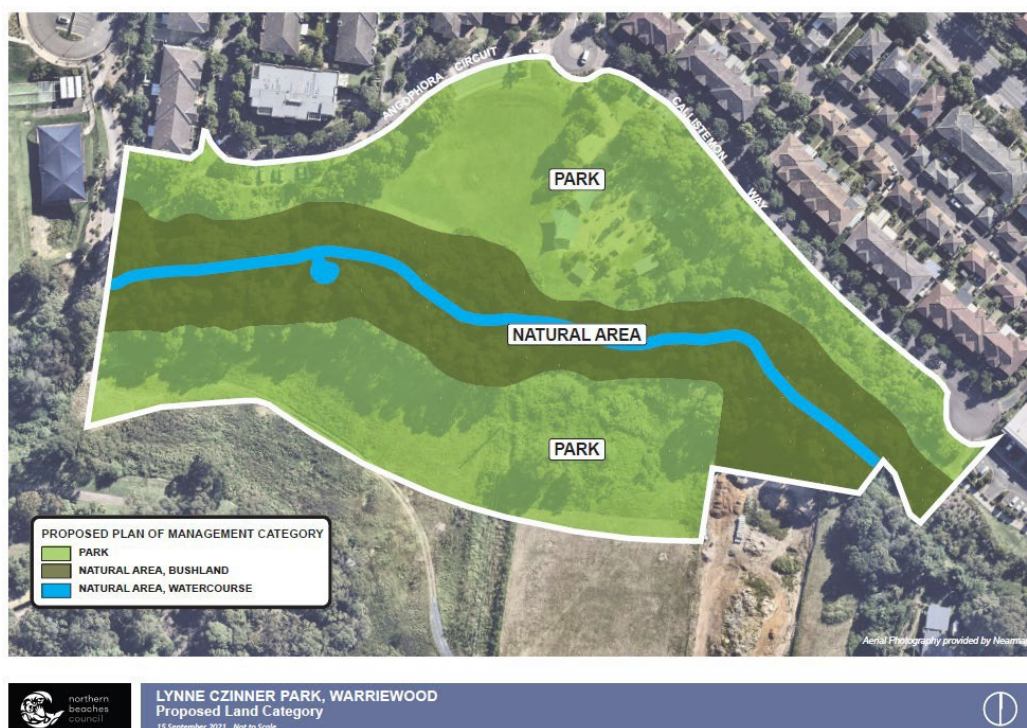 ANGOPHORA CIRCUIT
CALLISTEMON WAY
PARK
NATURAL AREA
PARK
PROPOSED PLAN OF MANAGEMENT CATEGORY
PARK
NATURAL AREA, BUSHLAND
NATURAL AREA, WATERCOURSE
Aerial Photography provided by Nearmap
northern
beaches
council
LYNNE CZINNER PARK, WARRIEWOOD
Proposed Land Category
15 September 2021 Not to Scale